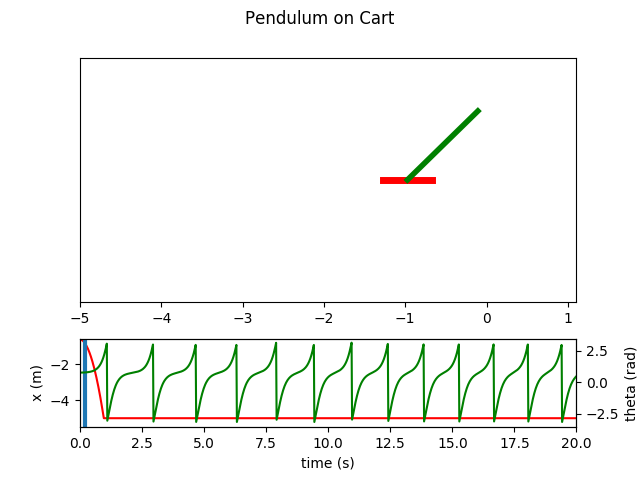 Pendulum on Cart
−5 −4 −3 −2 −1 0 1
−2
−4
x (m)
2.5
0.0
−2.5
theta (rad)
0.0 2.5 5.0 7.5 10.0 12.5 15.0 17.5 20.0
time (s)